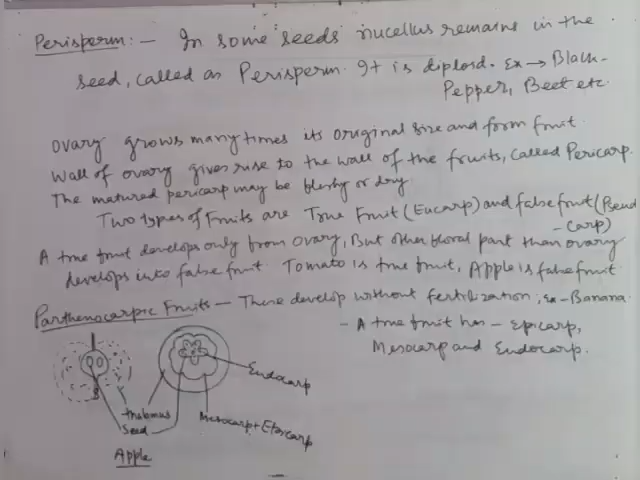 Perisperm:- In some seeds nucellus remains in the
seed, called as Perisperm. It is diploid. Ex → Black-
Pepper, Beet etc.
Ovary grows many times its original size and form fruit.
Wall of ovary gives rise to the wall of the fruits, called Pericarp.
The matured pericarp may be fleshy or dry.
Two types of Fruits are True Fruit (Eucarp) and false fruit (Pseud
-carp)
A true fruit develops only from ovary, But other floral part than ovary
develops into false fruit. Tomato is true fruit, Apple is false fruit
Parthenocarpic Fruits - These develop without fertilization, ex - Banana.
- A true fruit has - Epicarp,
Mesocarp and Endocarp.
Endocarp
Thalamus
Seed
Mesocarp+Epicarp
Apple